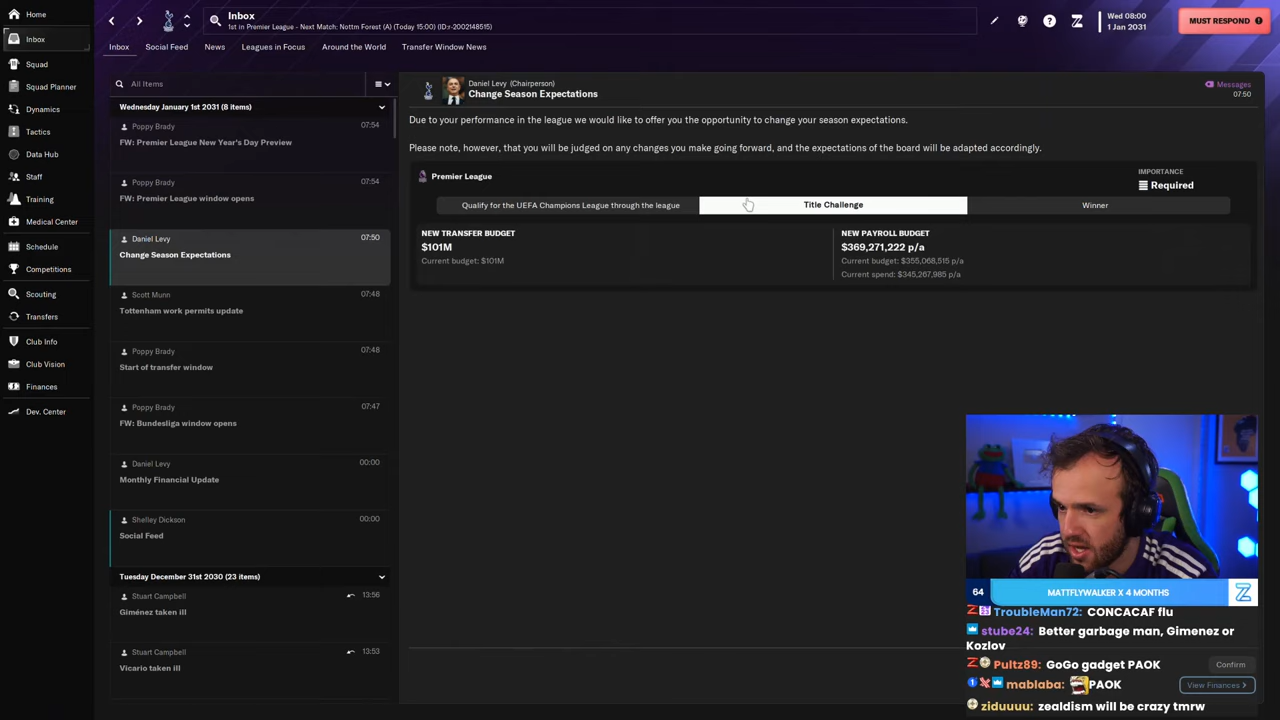 Home
Inbox
Squad
Squad Planner
Dynamics
Tactics
Data Hub
Staff
Training
Medical Center
Schedule
Competitions
Scouting
Transfers
Club Info
Club Vision
Finances
Dev. Center
Inbox
1st in Premier League - Next Match: Nottm Forest (A) (Today 15:00) (ID:r-2002148515)
Wed 08:00
1 Jan 2031
MUST RESPOND
Inbox Social Feed News Leagues in Focus Around the World Transfer Window News
All Items
Wednesday January 1st 2031 (8 items)
Poppy Brady 07:54
FW: Premier League New Year's Day Preview
Poppy Brady 07:54
FW: Premier League window opens
Daniel Levy 07:50
Change Season Expectations
Scott Munn 07:48
Tottenham work permits update
Poppy Brady 07:48
Start of transfer window
Poppy Brady 07:47
FW: Bundesliga window opens
Daniel Levy 00:00
Monthly Financial Update
Shelley Dickson 00:00
Social Feed
Tuesday December 31st 2030 (23 items)
Stuart Campbell 13:56
Giménez taken ill
Stuart Campbell 13:53
Vicario taken ill
Daniel Levy (Chairperson)
Change Season Expectations
Messages
07:50
Due to your performance in the league we would like to offer you the opportunity to change your season expectations.
Please note, however, that you will be judged on any changes you make going forward, and the expectations of the board will be adapted accordingly.
Premier League
IMPORTANCE
Required
Qualify for the UEFA Champions League through the league Title Challenge Winner
NEW TRANSFER BUDGET
$101M
Current budget: $101M
NEW PAYROLL BUDGET
$369,271,222 p/a
Current budget: $355,068,515 p/a
Current spend: $345,267,985 p/a
64 MATTFLYWALKER X 4 MONTHS
TroubleMan72: CONCACAF flu
stube24: Better garbage man, Gimenez or
Kozlov
Pultz89: GoGo gadget PAOK
mablaba: PAOK
ziduuuu: zealdism will be crazy tmrw
Confirm
View Finances >